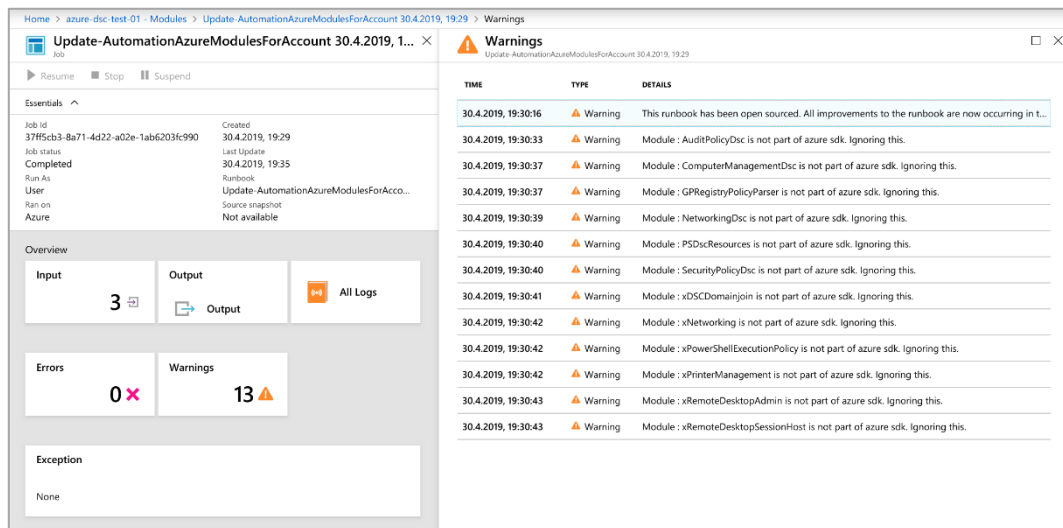 Home > azure-dsc-test-01 - Modules > Update-AutomationAzureModulesForAccount 30.4.2019, 19:29 > Warnings
Update-AutomationAzureModulesForAccount 30.4.2019, 1...
Job
Resume Stop Suspend
Essentials
Job Id
37ff5cb3-8a71-4d22-a02e-1ab6203fc990
Created
30.4.2019, 19:29
Job status
Completed
Last Update
30.4.2019, 19:35
Run As
User
Runbook
Update-AutomationAzureModulesForAcco...
Ran on
Azure
Source snapshot
Not available
Overview
Input
3
Output
Output
All Logs
Errors
0
Warnings
13
Exception
None
Warnings
Update-AutomationAzureModulesForAccount 30.4.2019, 19:29
TIME TYPE DETAILS
30.4.2019, 19:30:16 Warning This runbook has been open sourced. All improvements to the runbook are now occurring in t...
30.4.2019, 19:30:33 Warning Module : AuditPolicyDsc is not part of azure sdk. Ignoring this.
30.4.2019, 19:30:37 Warning Module : ComputerManagementDsc is not part of azure sdk. Ignoring this.
30.4.2019, 19:30:37 Warning Module : GPRegistryPolicyParser is not part of azure sdk. Ignoring this.
30.4.2019, 19:30:39 Warning Module : NetworkingDsc is not part of azure sdk. Ignoring this.
30.4.2019, 19:30:40 Warning Module : PSDscResources is not part of azure sdk. Ignoring this.
30.4.2019, 19:30:40 Warning Module : SecurityPolicyDsc is not part of azure sdk. Ignoring this.
30.4.2019, 19:30:41 Warning Module : xDSCDomainjoin is not part of azure sdk. Ignoring this.
30.4.2019, 19:30:42 Warning Module : xNetworking is not part of azure sdk. Ignoring this.
30.4.2019, 19:30:42 Warning Module : xPowerShellExecutionPolicy is not part of azure sdk. Ignoring this.
30.4.2019, 19:30:42 Warning Module : xPrinterManagement is not part of azure sdk. Ignoring this.
30.4.2019, 19:30:43 Warning Module : xRemoteDesktopAdmin is not part of azure sdk. Ignoring this.
30.4.2019, 19:30:43 Warning Module : xRemoteDesktopSessionHost is not part of azure sdk. Ignoring this.